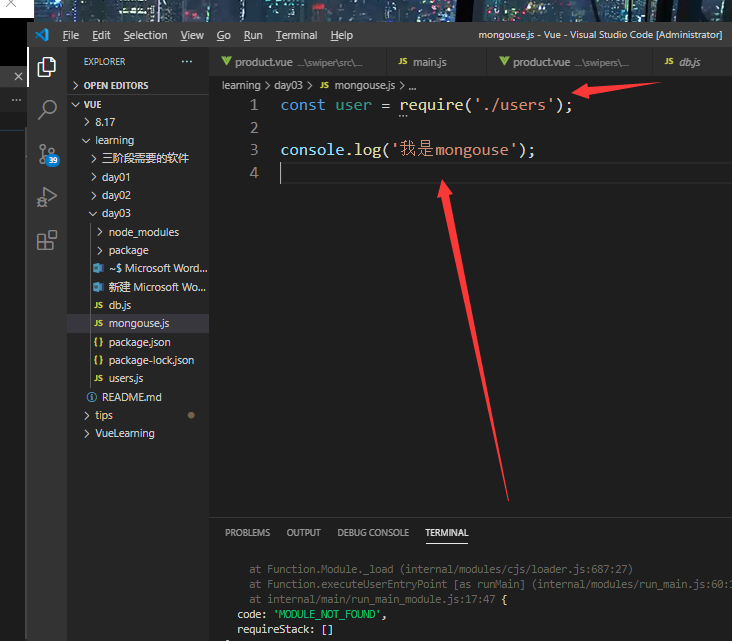 File Edit Selection View Go Run Terminal Help mongouse.js - Vue - Visual Studio Code [Administrator]
EXPLORER ···
product.vue ...\swiper\src\... JS main.js product.vue ...\swipers\... JS db.js
OPEN EDITORS
learning > day03 > JS mongouse.js > ...
VUE
8.17
learning
三阶段需要的软件
day01
day02
day03
node_modules
package
~$ Microsoft Word...
新建 Microsoft Wo...
JS db.js
JS mongouse.js
{} package.json
{} package-lock.json
JS users.js
README.md
tips
VueLearning
39
1 const user = require('./users');
2
3 console.log('我是mongouse');
4
PROBLEMS OUTPUT DEBUG CONSOLE TERMINAL
at Function.Module._load (internal/modules/cjs/loader.js:687:27)
at Function.executeUserEntryPoint [as runMain] (internal/modules/run_main.js:60:
at internal/main/run_main_module.js:17:47 {
code: 'MODULE_NOT_FOUND',
requireStack: []